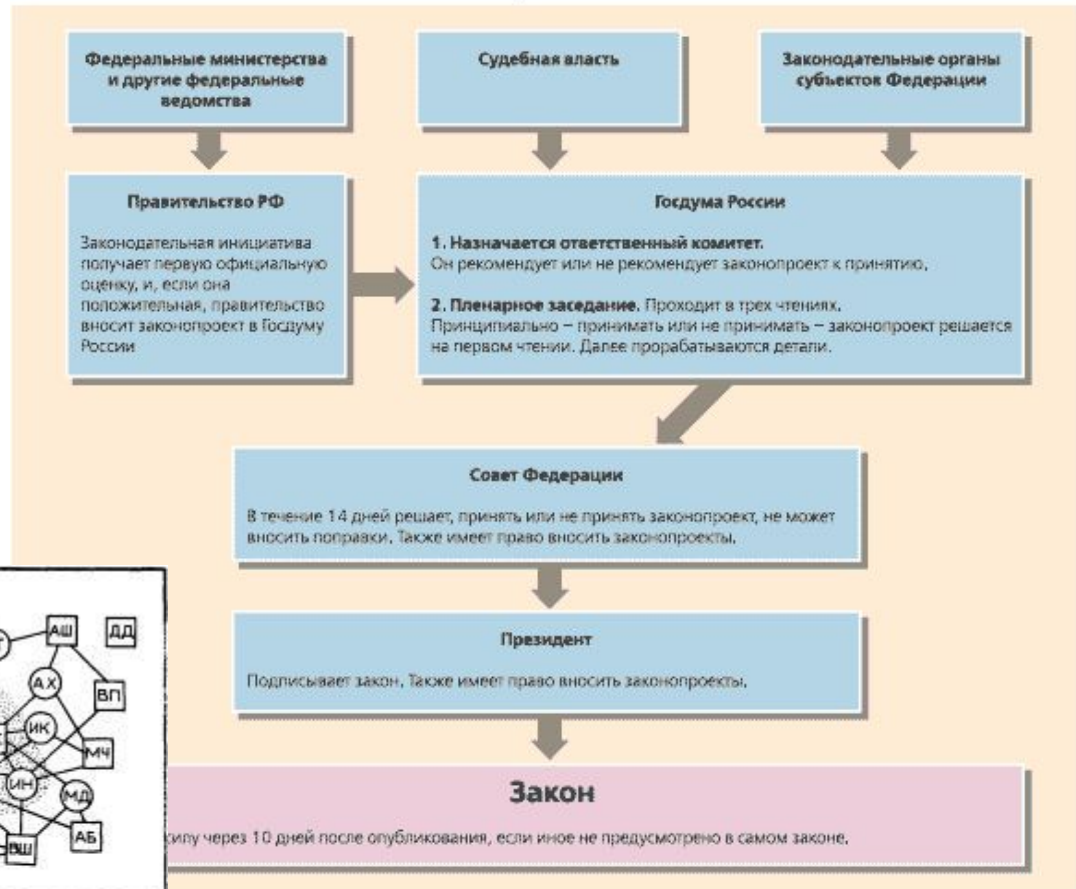 Федеральные министерства
и другие федеральные
ведомства
Судебная власть
Законодательные органы
субъектов Федерации
Правительство РФ
Законодательная инициатива
получает первую официальную
оценку, и, если она
положительная, правительство
вносит законопроект в Госдуму
России
Госдума России
1. Назначается ответственный комитет.
Он рекомендует или не рекомендует законопроект к принятию.
2. Пленарное заседание. Проходит в трех чтениях.
Принципиально – принимать или не принимать – законопроект решается
на первом чтении. Далее прорабатываются детали.
Совет Федерации
В течение 14 дней решает, принять или не принять законопроект, не может
вносить поправки. Также имеет право вносить законопроекты.
Президент
Подписывает закон. Также имеет право вносить законопроекты.
Закон
силу через 10 дней после опубликования, если иное не предусмотрено в самом законе.
АШ
ДД
АХ
ВП
ИК
МЧ
ИН
МД
АБ
ВШ